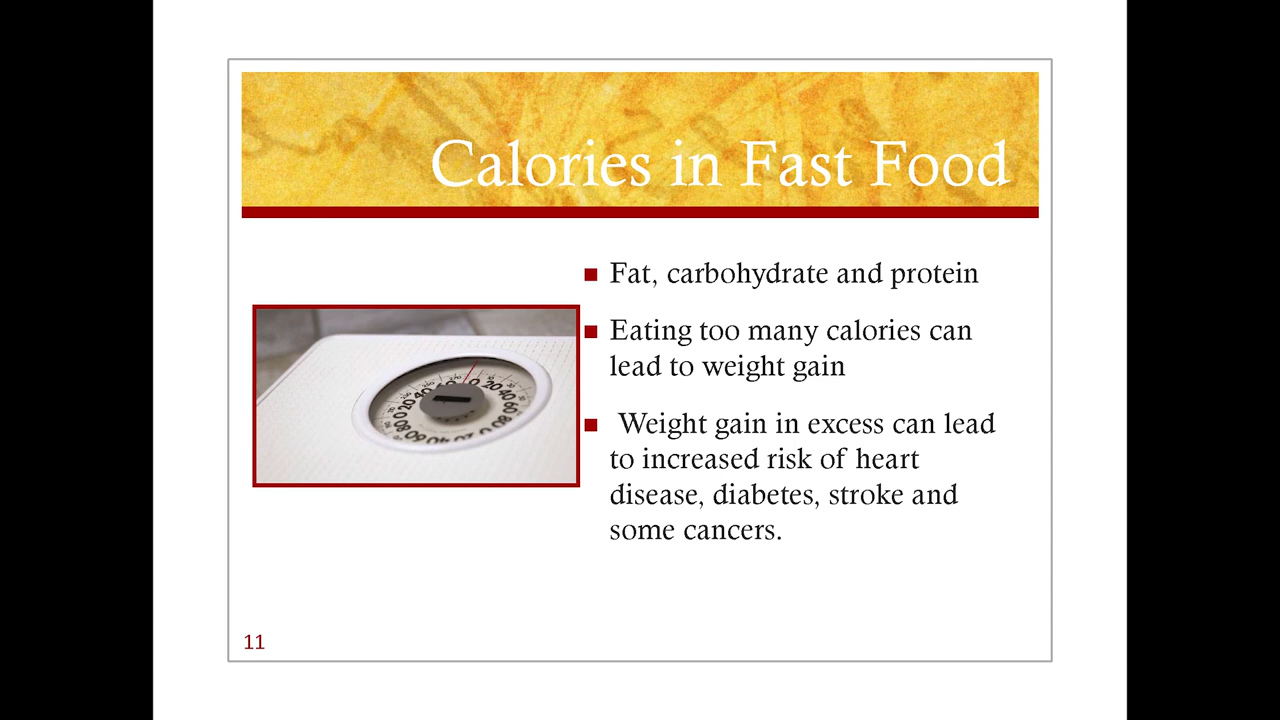 Calories in Fast Food
Fat, carbohydrate and protein
Eating too many calories can
lead to weight gain
Weight gain in excess can lead
to increased risk of heart
disease, diabetes, stroke and
some cancers.
11